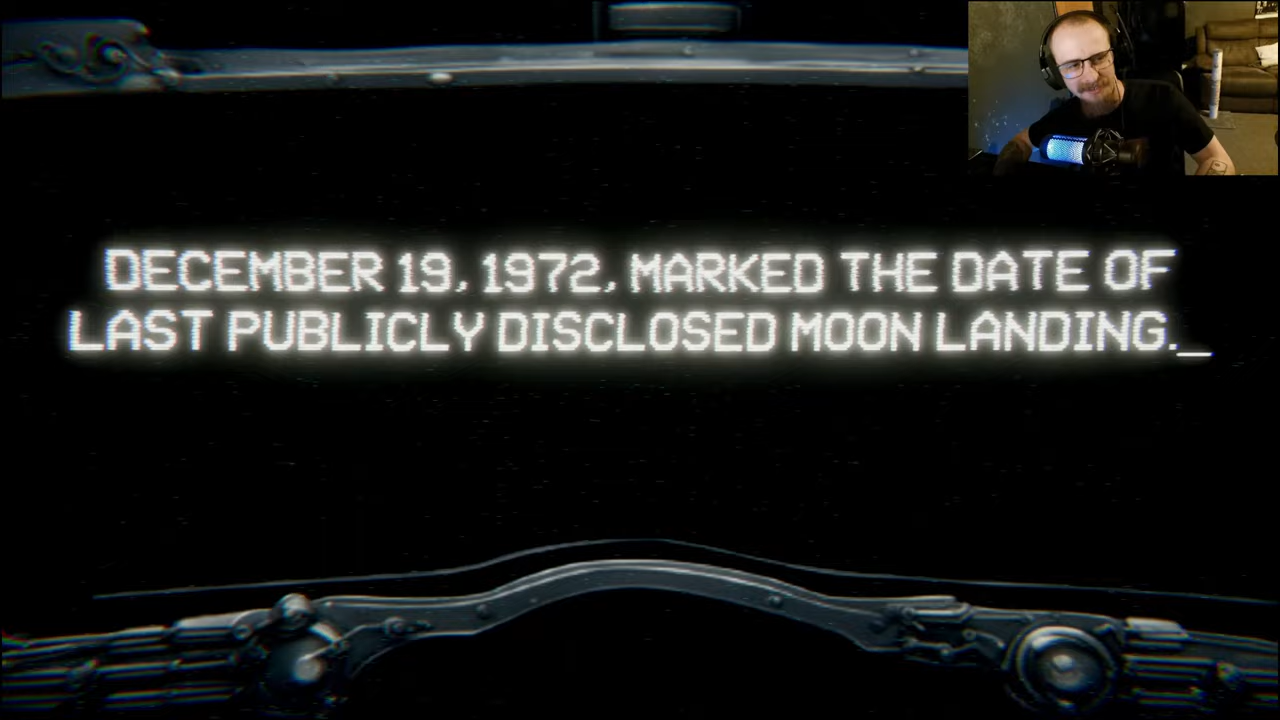 DECEMBER 19, 1972, MARKED THE DATE OF
LAST PUBLICLY DISCLOSED MOON LANDING._